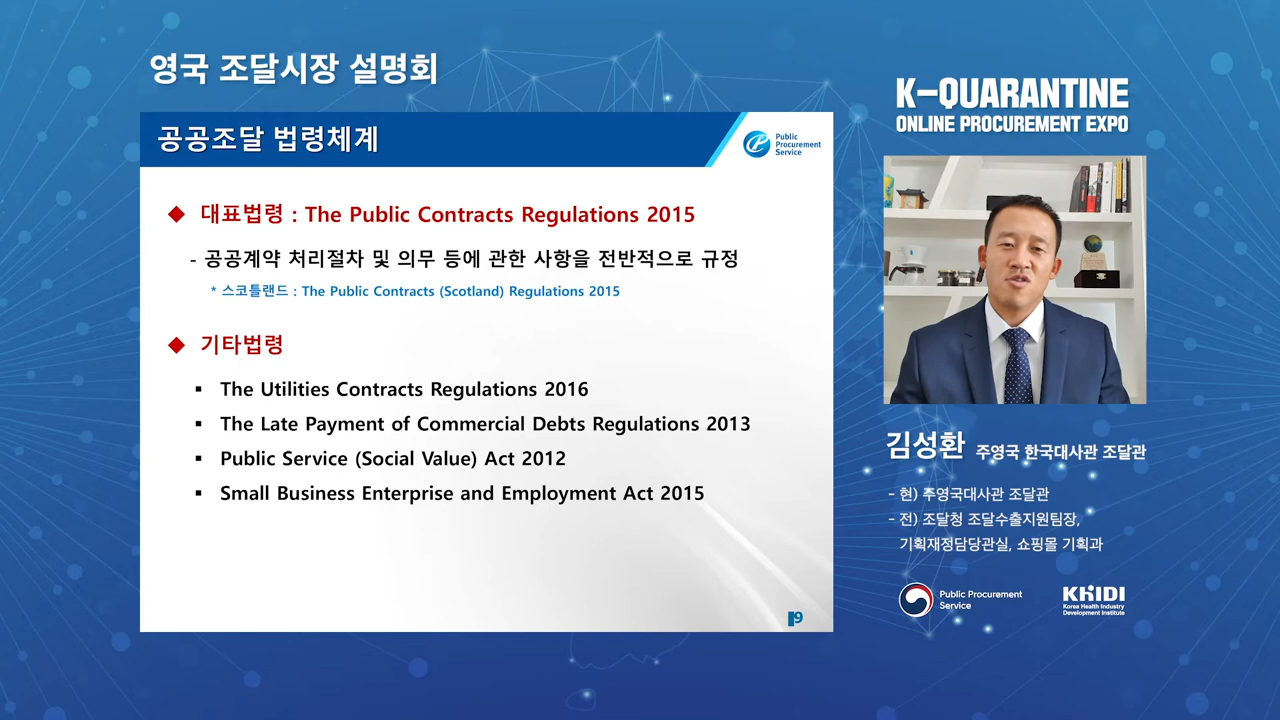 영국 조달시장 설명회
공공조달 법령체계
Public
Procurement
Service
◆ 대표법령 : The Public Contracts Regulations 2015
- 공공계약 처리절차 및 의무 등에 관한 사항을 전반적으로 규정
* 스코틀랜드 : The Public Contracts (Scotland) Regulations 2015
◆ 기타법령
▪ The Utilities Contracts Regulations 2016
▪ The Late Payment of Commercial Debts Regulations 2013
▪ Public Service (Social Value) Act 2012
▪ Small Business Enterprise and Employment Act 2015
9
K-QUARANTINE
ONLINE PROCUREMENT EXPO
김성환 주영국 한국대사관 조달관
- 현) 주영국대사관 조달관
- 전) 조달청 조달수출지원팀장,
기획재정담당관실, 쇼핑몰 기획과
Public Procurement
Service
KHIDI
Korea Health Industry
Development Institute